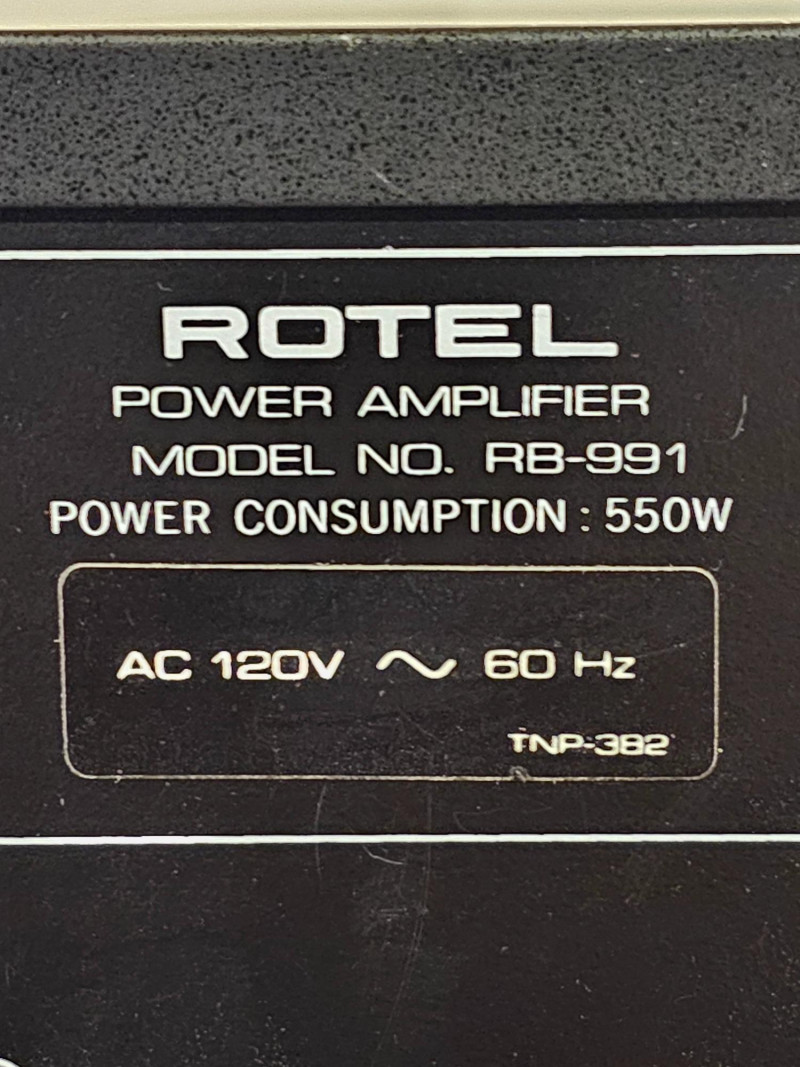 ROTEL
POWER AMPLIFIER
MODEL NO. RB-991
POWER CONSUMPTION : 550W
AC 120V ～ 60 Hz
TNP-382